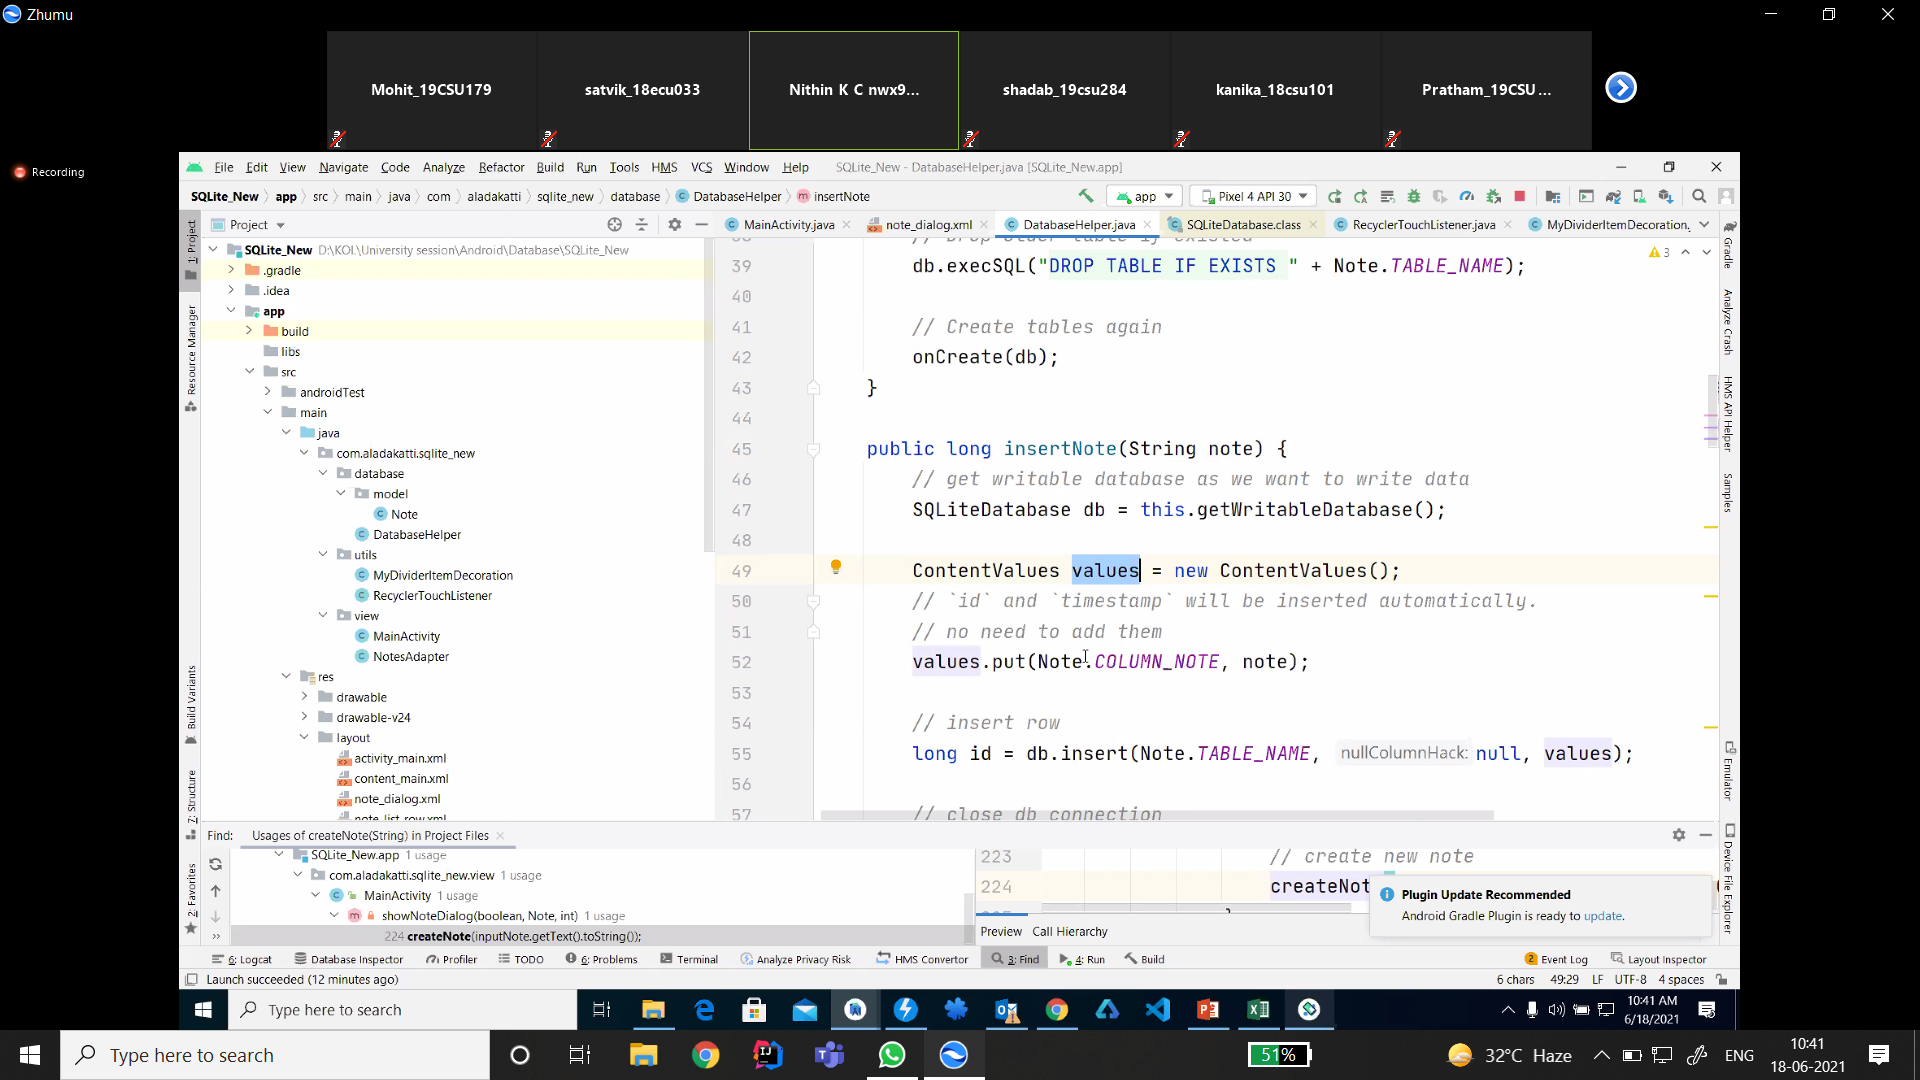 Zhumu
Mohit_19CSU179
satvik_18ecu033
Nithin K C nwx9...
shadab_19csu284
kanika_18csu101
Pratham_19CSU ...
Recording
File Edit View Navigate Code Analyze Refactor Build Run Tools HMS VCS Window Help SQLite_New - DatabaseHelper.java [SQLite_New.app]
SQLite_New app src main java com aladakatti sqlite_new database DatabaseHelper insertNote app Pixel 4 API 30
Project MainActivity.java note_dialog.xml DatabaseHelper.java SQLiteDatabase.class RecyclerTouchListener.java MyDividerItemDecoration.
1: Project
Resource Manager
Build Variants
7: Structure
2: Favorites
SQLite_New D:\KOL\University session\Android\Database\SQLite_New
.gradle
.idea
app
build
libs
src
androidTest
main
java
com.aladakatti.sqlite_new
database
model
Note
DatabaseHelper
utils
MyDividerItemDecoration
RecyclerTouchListener
view
MainActivity
NotesAdapter
res
drawable
drawable-v24
layout
activity_main.xml
content_main.xml
note_dialog.xml
note_list_row.xml
38 // Drop older table if existed
39 db.execSQL("DROP TABLE IF EXISTS " + Note.TABLE_NAME);
40
41 // Create tables again
42 onCreate(db);
43 }
44
45 public long insertNote(String note) {
46 // get writable database as we want to write data
47 SQLiteDatabase db = this.getWritableDatabase();
48
49 ContentValues values = new ContentValues();
50 // `id` and `timestamp` will be inserted automatically.
51 // no need to add them
52 values.put(Note.COLUMN_NOTE, note);
53
54 // insert row
55 long id = db.insert(Note.TABLE_NAME, nullColumnHack: null, values);
56
57 // close db connection
3
Gradle
Analyze Crash
HMS API Helper
Samples
Emulator
Device File Explorer
Find: Usages of createNote(String) in Project Files
SQLite_New.app 1 usage
com.aladakatti.sqlite_new.view 1 usage
MainActivity 1 usage
showNoteDialog(boolean, Note, int) 1 usage
224 createNote(inputNote.getText().toString());
223 // create new note
224 createNot
225 }
Preview Call Hierarchy
Plugin Update Recommended
Android Gradle Plugin is ready to update.
6: Logcat Database Inspector Profiler TODO 6: Problems Terminal Analyze Privacy Risk HMS Convertor 3: Find 4: Run Build 2 Event Log Layout Inspector
Launch succeeded (12 minutes ago) 6 chars 49:29 LF UTF-8 4 spaces
Type here to search
10:41 AM
6/18/2021
Type here to search
51%
32°C Haze
ENG
10:41
18-06-2021